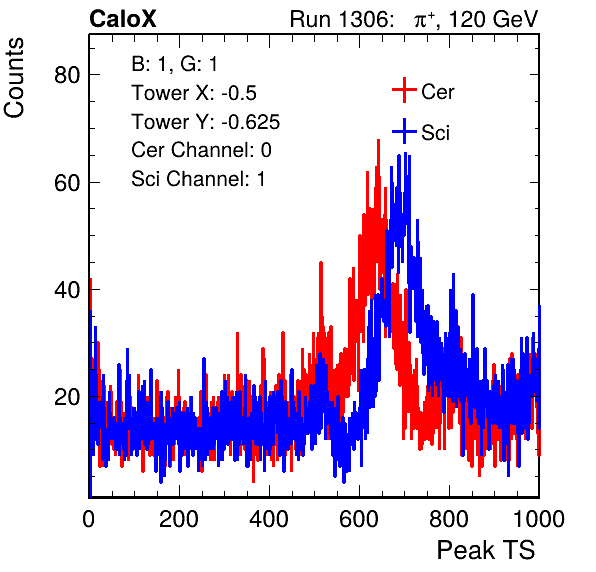 CaloX Run 1306: π⁺, 120 GeV
Counts
B: 1, G: 1
Tower X: -0.5
Tower Y: -0.625
Cer Channel: 0
Sci Channel: 1
Cer
Sci
80
60
40
20
0 200 400 600 800 1000
Peak TS